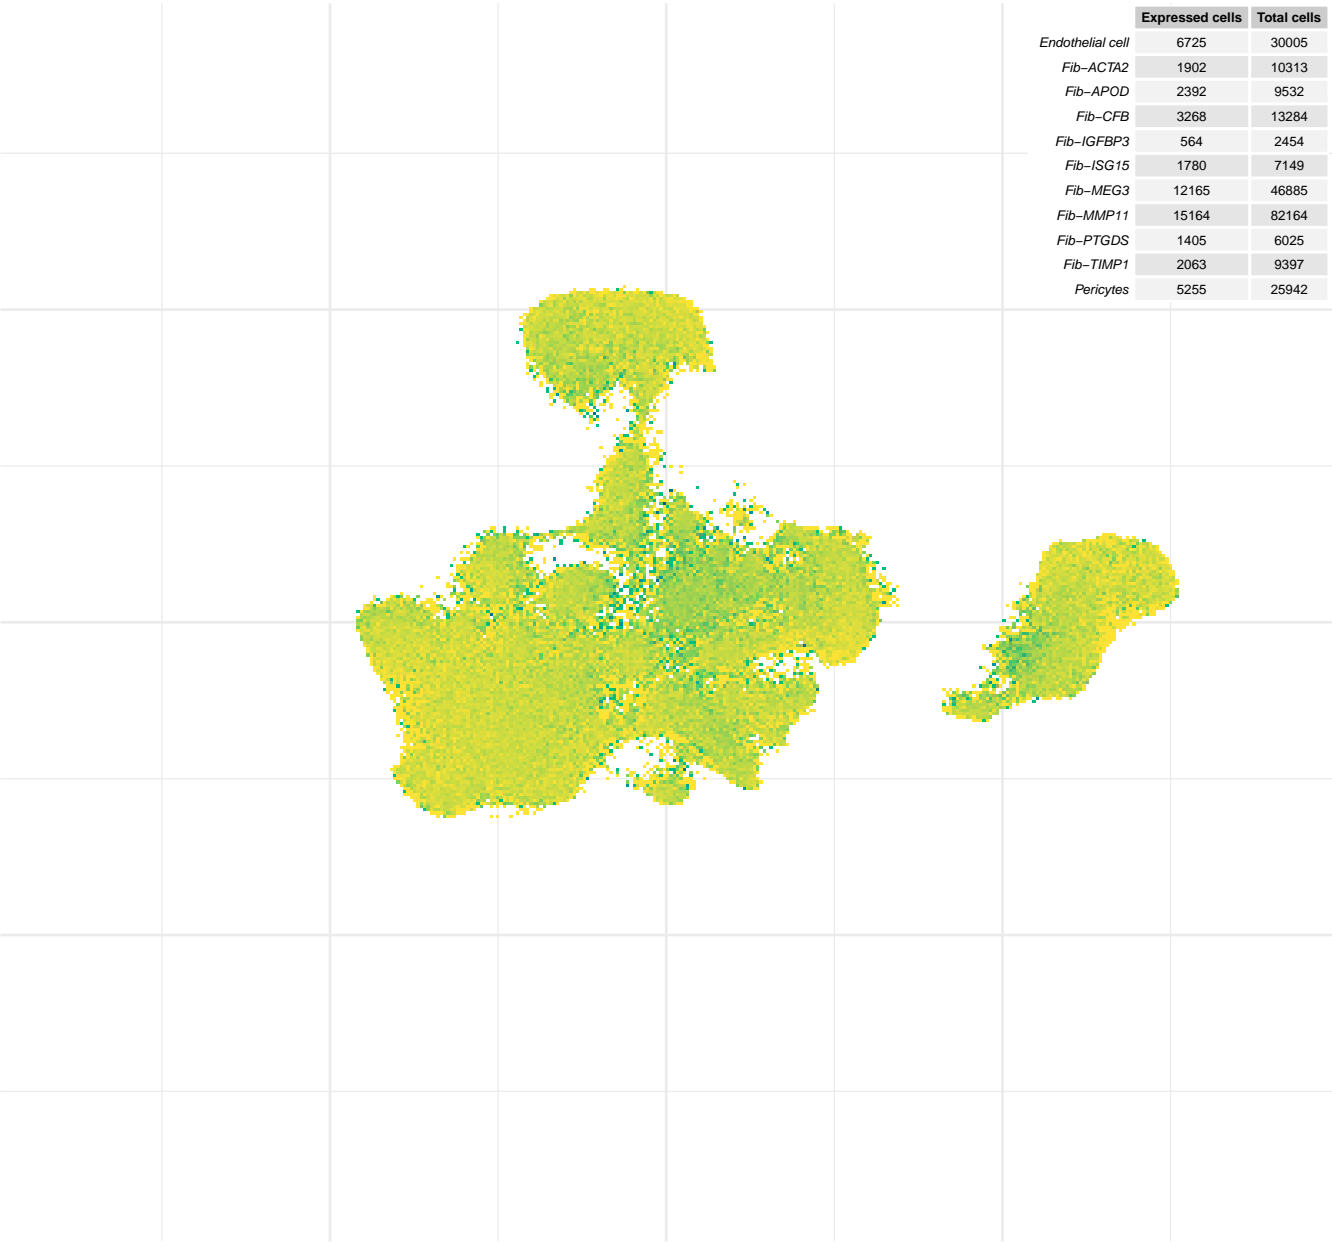 Expressed cells Total cells
Endothelial cell 6725 30005
Fib−ACTA2 1902 10313
Fib−APOD 2392 9532
Fib−CFB 3268 13284
Fib−IGFBP3 564 2454
Fib−ISG15 1780 7149
Fib−MEG3 12165 46885
Fib−MMP11 15164 82164
Fib−PTGDS 1405 6025
Fib−TIMP1 2063 9397
Pericytes 5255 25942